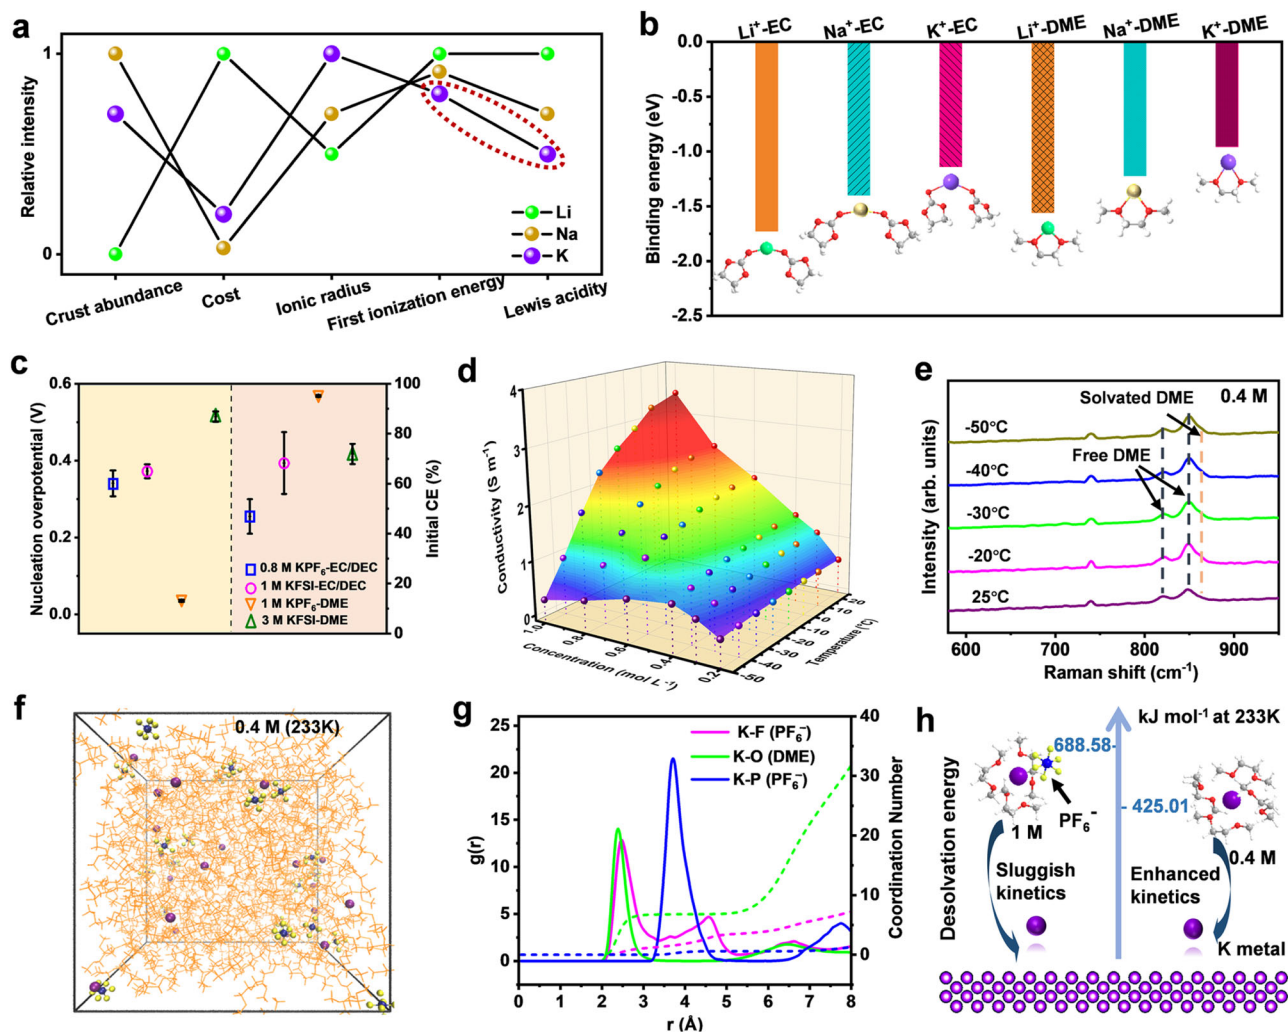 a
Relative intensity
1
0
Li
Na
K
Crust abundance
Cost
Ionic radius
First ionization energy
Lewis acidity
b
Li⁺-EC
Na⁺-EC
K⁺-EC
Li⁺-DME
Na⁺-DME
K⁺-DME
Binding energy (eV)
0.0
-0.5
-1.0
-1.5
-2.0
-2.5
c
Nucleation overpotential (V)
0.6
0.4
0.2
0.0
Initial CE (%)
100
80
60
40
20
0
0.8 M KPF₆-EC/DEC
1 M KFSI-EC/DEC
1 M KPF₆-DME
3 M KFSI-DME
d
Conductivity (S m⁻¹)
4
3
2
1
0
Concentration (mol L⁻¹)
1.0
0.8
0.6
0.4
0.2
Temperature (°C)
20
10
0
-10
-20
-30
-40
-50
e
0.4 M
Intensity (arb. units)
Solvated DME
Free DME
-50°C
-40°C
-30°C
-20°C
25°C
600
700
800
900
Raman shift (cm⁻¹)
f
0.4 M (233K)
g
g(r)
25
20
15
10
5
0
K-F (PF₆⁻)
K-O (DME)
K-P (PF₆⁻)
Coordination Number
40
30
20
10
0
0 1 2 3 4 5 6 7 8
r (Å)
h
Desolvation energy
kJ mol⁻¹ at 233K
688.58
425.01
1 M
PF₆⁻
0.4 M
Sluggish
kinetics
Enhanced
kinetics
K metal